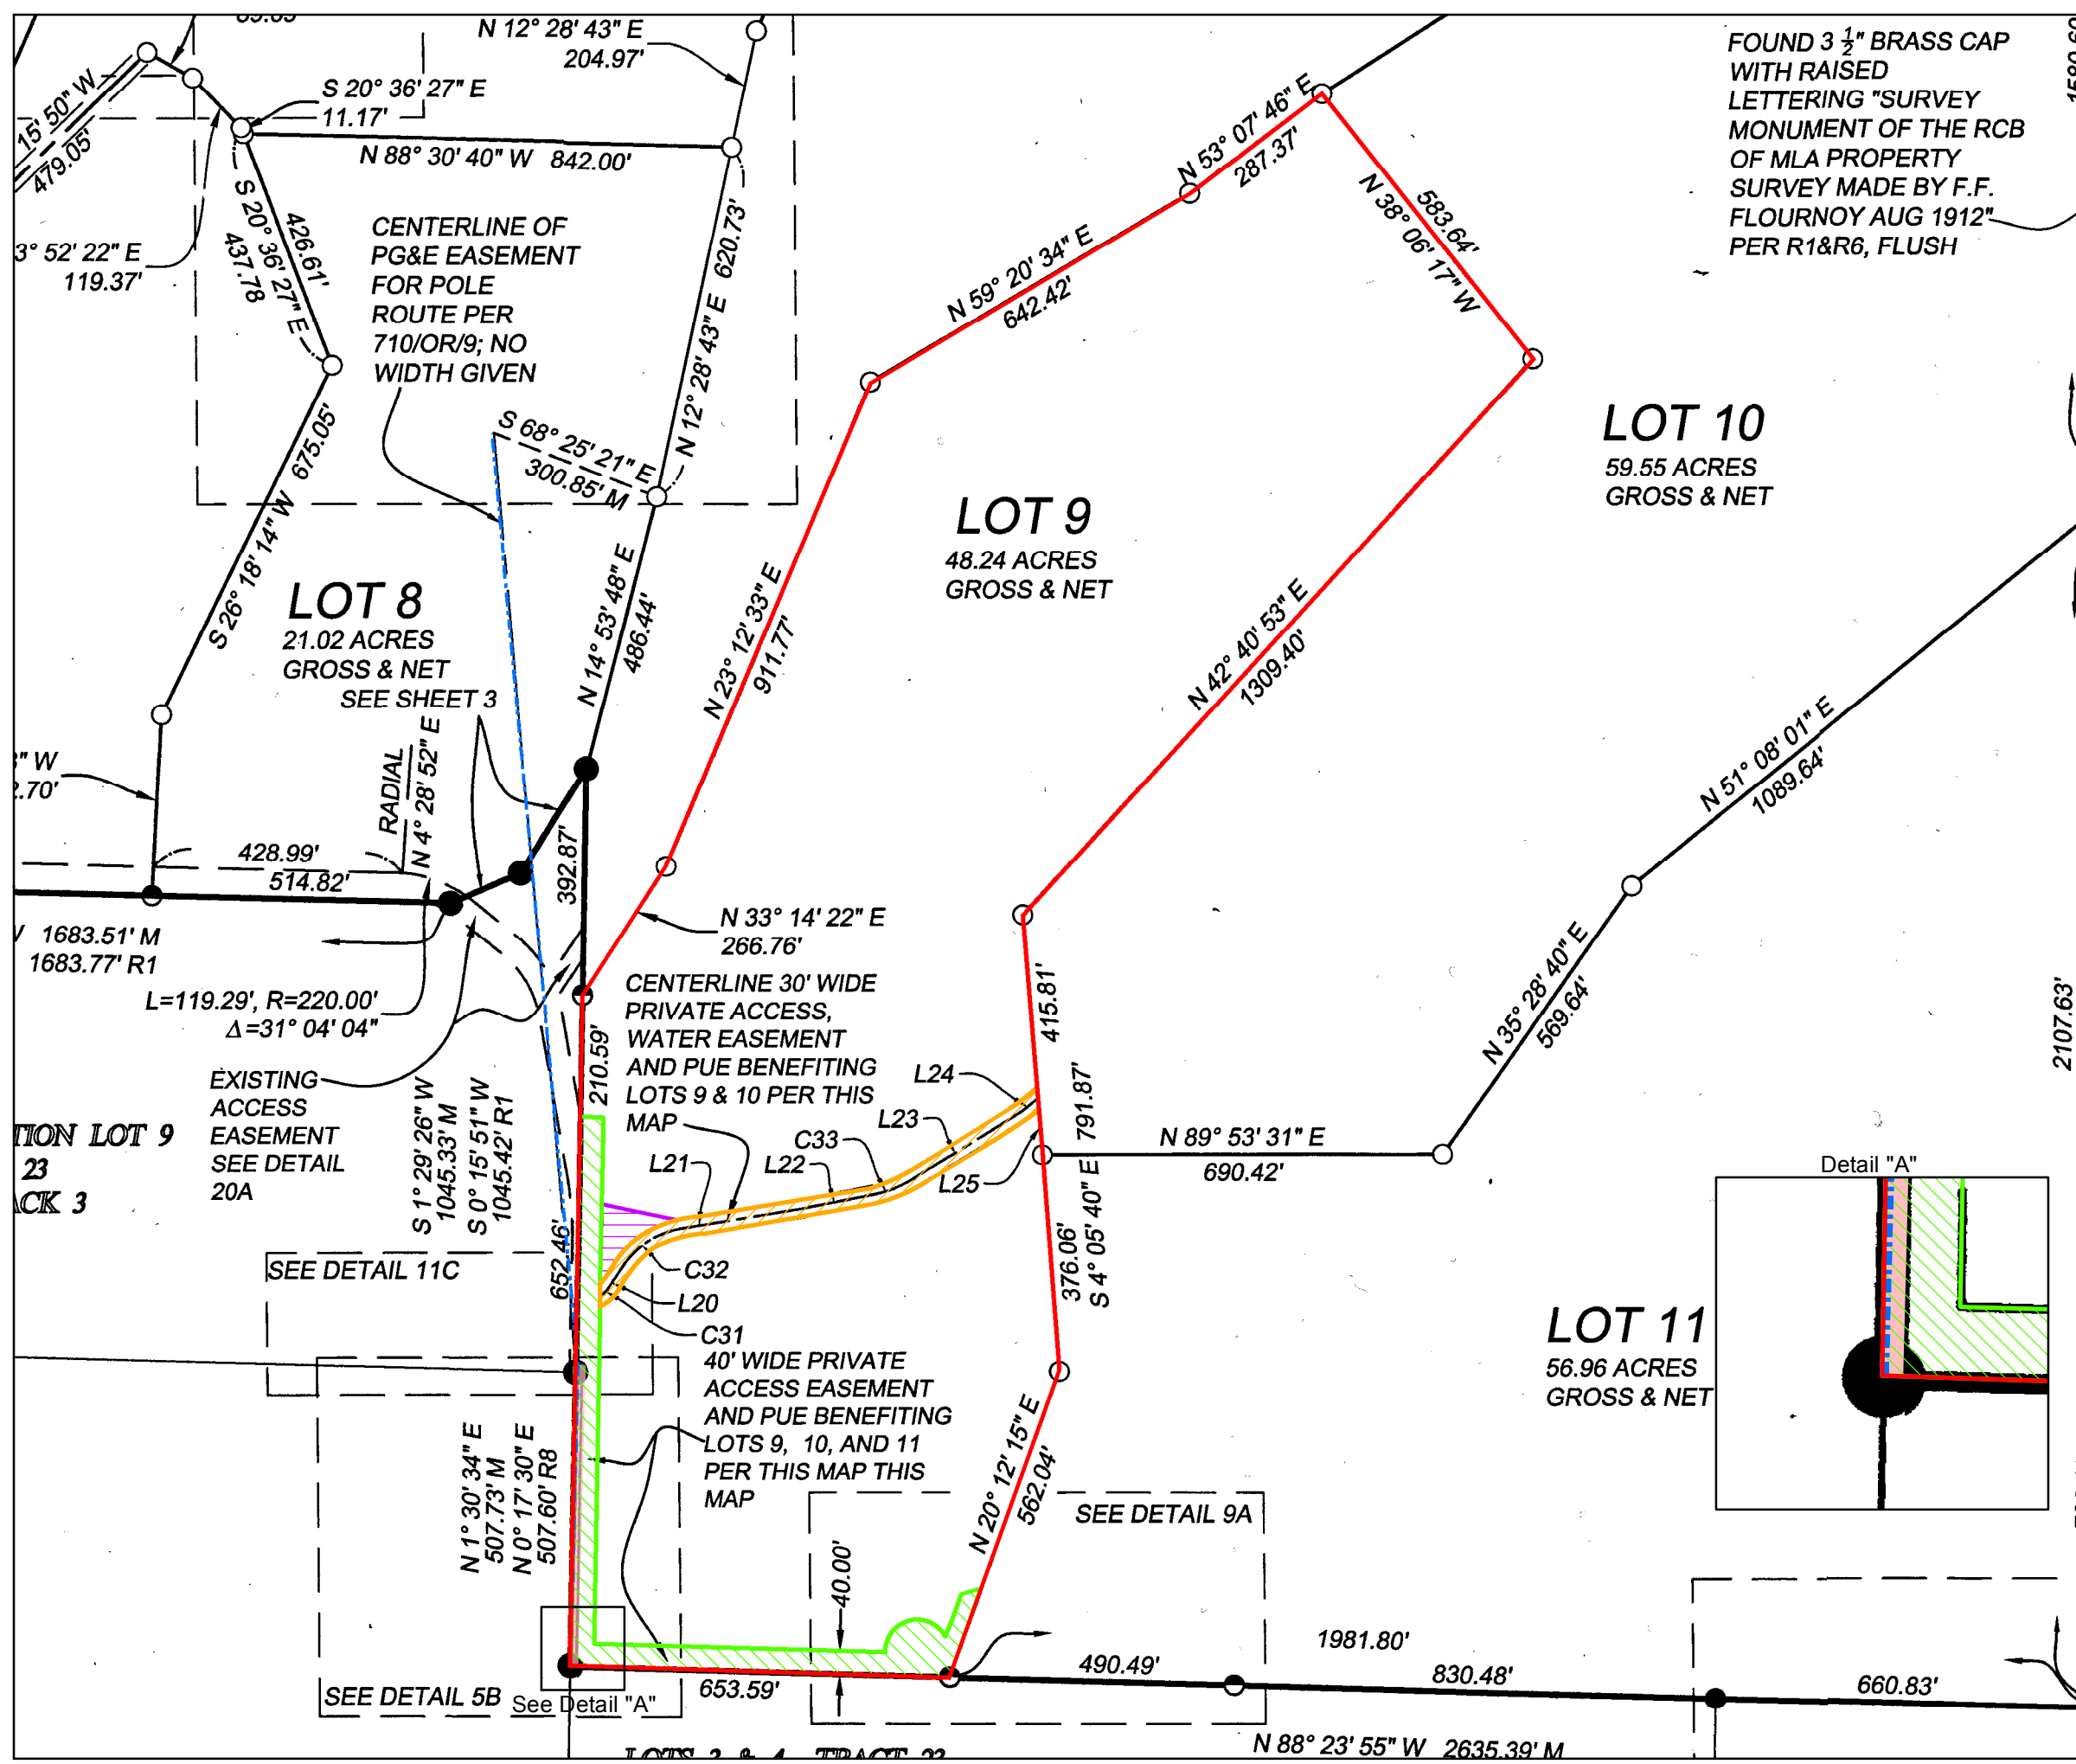 N 12° 28' 43" E
204.97'
15' 50" W
479.05'
S 20° 36' 27" E
11.17'
N 88° 30' 40" W 842.00'
3° 52' 22" E
119.37'
S 20° 36' 27" E
437.78
426.61'
CENTERLINE OF
PG&E EASEMENT
FOR POLE
ROUTE PER
710/OR/9; NO
WIDTH GIVEN
N 12° 28' 43" E 620.73'
S 68° 25' 21" E
300.85' M
S 26° 18' 14" W 675.05'
LOT 8
21.02 ACRES
GROSS & NET
SEE SHEET 3
N 14° 53' 48" E
486.44'
N 53° 07' 46" E
287.37'
N 59° 20' 34" E
642.42'
583.64'
N 38° 06' 17" W
FOUND 3 1/2" BRASS CAP
WITH RAISED
LETTERING "SURVEY
MONUMENT OF THE RCB
OF MLA PROPERTY
SURVEY MADE BY F.F.
FLOURNOY AUG 1912"
PER R1&R6, FLUSH
LOT 9
48.24 ACRES
GROSS & NET
LOT 10
59.55 ACRES
GROSS & NET
N 23° 12' 33" E
911.77'
N 42° 40' 53" E
1309.40'
N 51° 08' 01" E
1089.64'
" W
2.70'
RADIAL
N 4° 28' 52" E
428.99'
514.82'
392.87'
1683.51' M
1683.77' R1
L=119.29', R=220.00'
Δ=31° 04' 04"
N 33° 14' 22" E
266.76'
CENTERLINE 30' WIDE
PRIVATE ACCESS,
WATER EASEMENT
AND PUE BENEFITING
LOTS 9 & 10 PER THIS
MAP
210.59'
EXISTING
ACCESS
EASEMENT
SEE DETAIL
20A
S 1° 29' 26" W
1045.33' M
S 0° 15' 51" W
1045.42' R1
TION LOT 9
23
ACK 3
L24
L23
C33
L22
L21
L25
C32
L20
C31
415.81'
791.87'
S 4° 05' 40" E
376.06'
N 89° 53' 31" E
690.42'
N 35° 28' 40" E
569.64'
2107.63'
Detail "A"
SEE DETAIL 11C
652.46'
40' WIDE PRIVATE
ACCESS EASEMENT
AND PUE BENEFITING
LOTS 9, 10, AND 11
PER THIS MAP THIS
MAP
LOT 11
56.96 ACRES
GROSS & NET
N 1° 30' 34" E
507.73' M
N 0° 17' 30" E
507.60' R8
N 20° 12' 15" E
562.04'
SEE DETAIL 9A
40.00'
SEE DETAIL 5B
See Detail "A"
653.59'
490.49'
1981.80'
830.48'
660.83'
N 88° 23' 55" W 2635.39' M